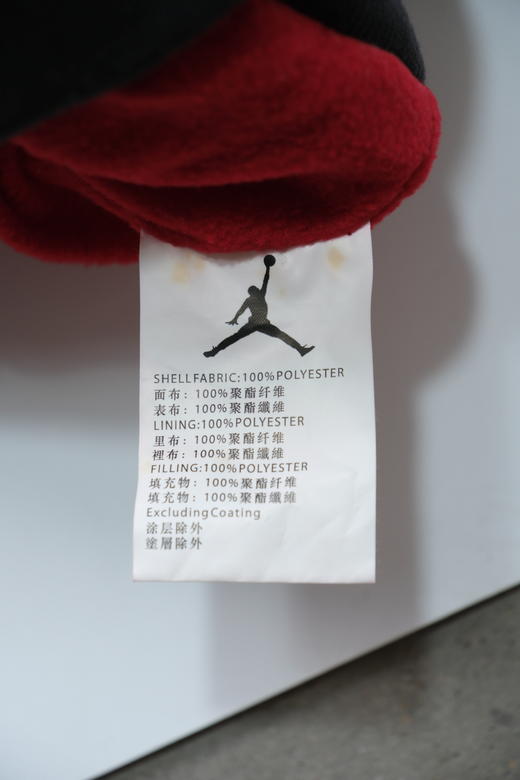 SHELLFABRIC:100%POLYESTER
面布: 100%聚酯纤维
表布: 100%聚酯纖維
LINING:100%POLYESTER
里布: 100%聚酯纤维
裡布: 100%聚酯纖維
FILLING:100%POLYESTER
填充物: 100%聚酯纤维
填充物: 100%聚酯纖維
ExcludingCoating
涂层除外
塗層除外